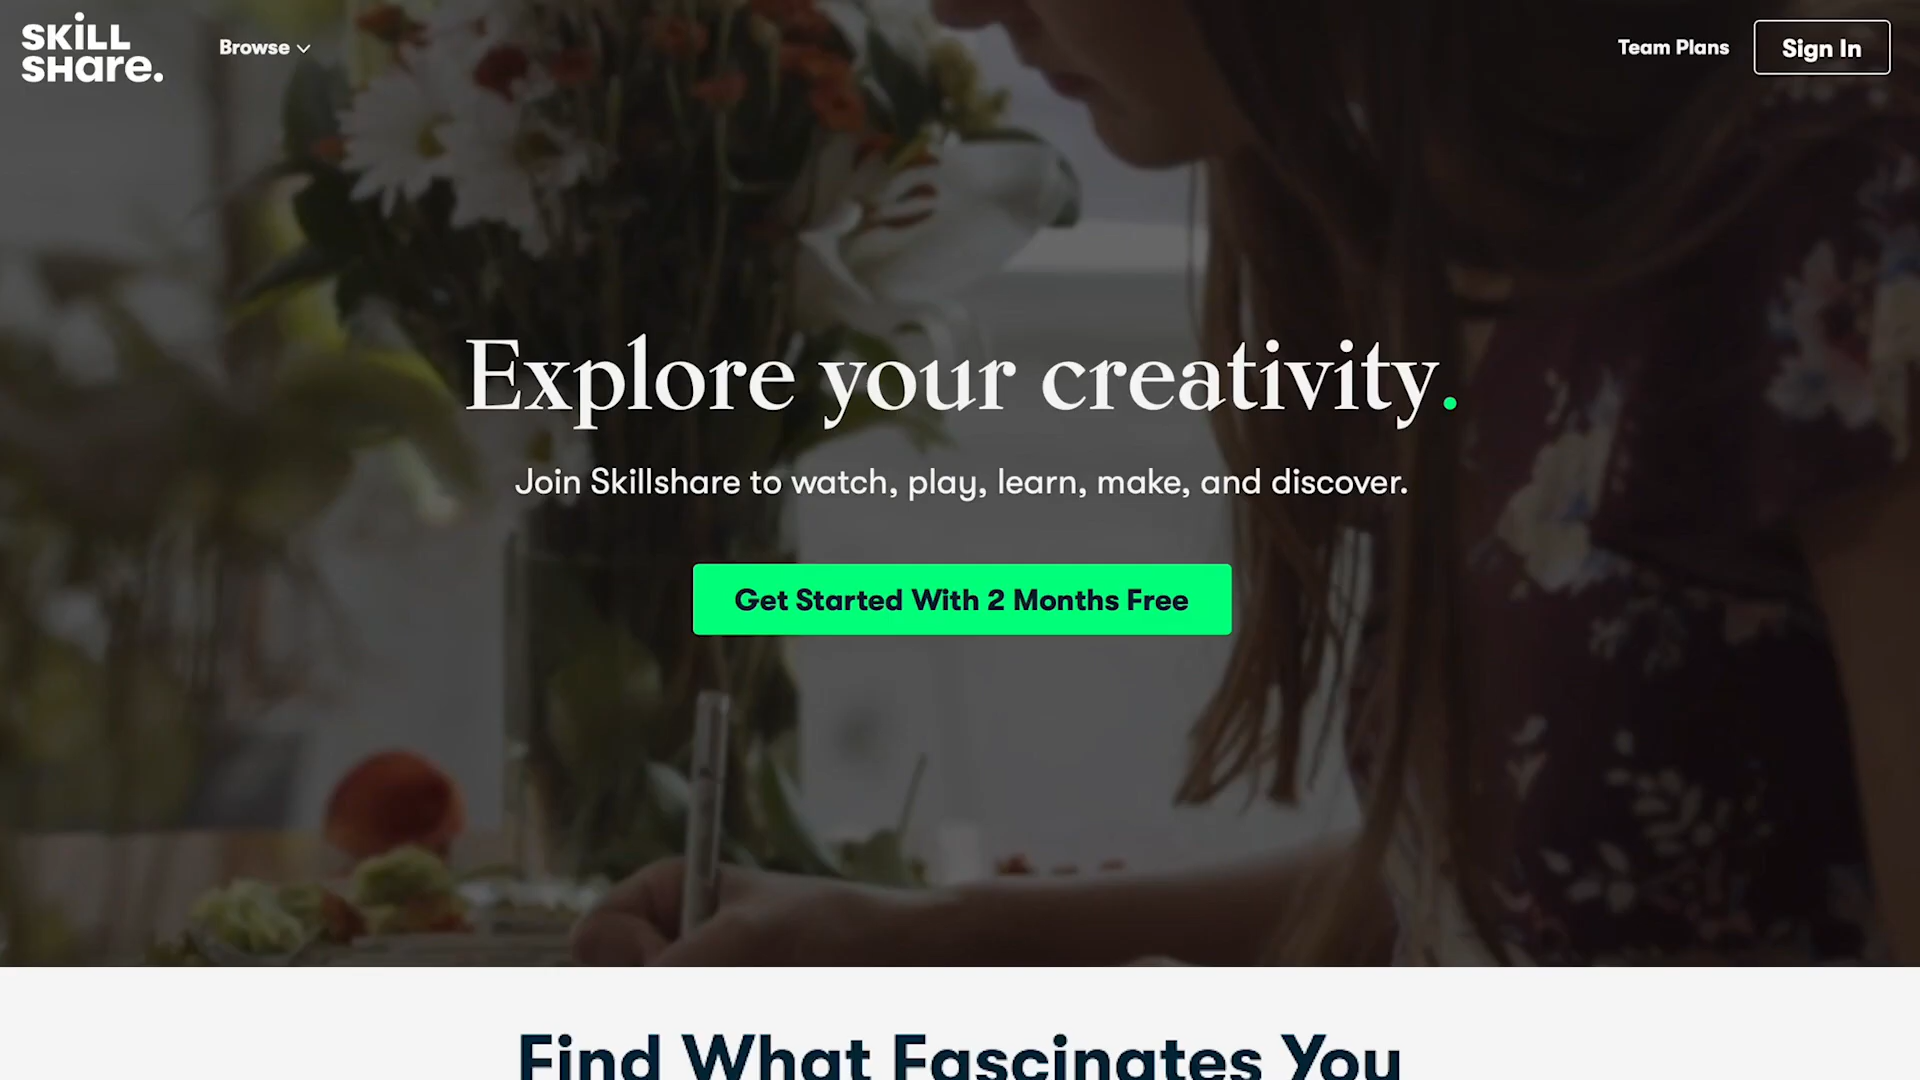 SKILL
SHare.
Browse
Team Plans
Sign In
Explore your creativity.
Join Skillshare to watch, play, learn, make, and discover.
Get Started With 2 Months Free
Find What Fascinates You